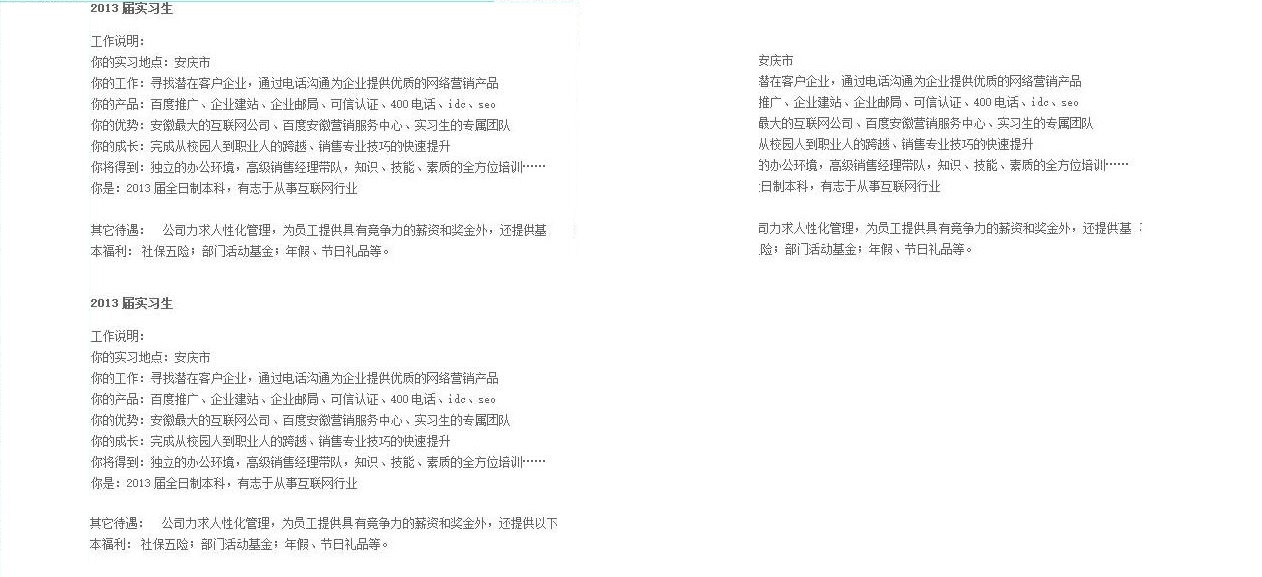 2013 届实习生
工作说明:
你的实习地点: 安庆市
你的工作: 寻找潜在客户企业，通过电话沟通为企业提供优质的网络营销产品
你的产品: 百度推广、企业建站、企业邮局、可信认证、400 电话、idc、seo
你的优势: 安徽最大的互联网公司、百度安徽营销服务中心、实习生的专属团队
你的成长: 完成从校园人到职业人的跨越、销售专业技巧的快速提升
你将得到: 独立的办公环境，高级销售经理带队，知识、技能、素质的全方位培训……
你是: 2013 届全日制本科，有志于从事互联网行业
其它待遇: 公司力求人性化管理，为员工提供具有竞争力的薪资和奖金外，还提供基
本福利: 社保五险；部门活动基金；年假、节日礼品等。
2013 届实习生
工作说明:
你的实习地点: 安庆市
你的工作: 寻找潜在客户企业，通过电话沟通为企业提供优质的网络营销产品
你的产品: 百度推广、企业建站、企业邮局、可信认证、400 电话、idc、seo
你的优势: 安徽最大的互联网公司、百度安徽营销服务中心、实习生的专属团队
你的成长: 完成从校园人到职业人的跨越、销售专业技巧的快速提升
你将得到: 独立的办公环境，高级销售经理带队，知识、技能、素质的全方位培训……
你是: 2013 届全日制本科，有志于从事互联网行业
其它待遇: 公司力求人性化管理，为员工提供具有竞争力的薪资和奖金外，还提供以下
本福利: 社保五险；部门活动基金；年假、节日礼品等。
安庆市
潜在客户企业，通过电话沟通为企业提供优质的网络营销产品
推广、企业建站、企业邮局、可信认证、400 电话、idc、seo
最大的互联网公司、百度安徽营销服务中心、实习生的专属团队
从校园人到职业人的跨越、销售专业技巧的快速提升
的办公环境，高级销售经理带队，知识、技能、素质的全方位培训……
日制本科，有志于从事互联网行业
司力求人性化管理，为员工提供具有竞争力的薪资和奖金外，还提供基
险；部门活动基金；年假、节日礼品等。